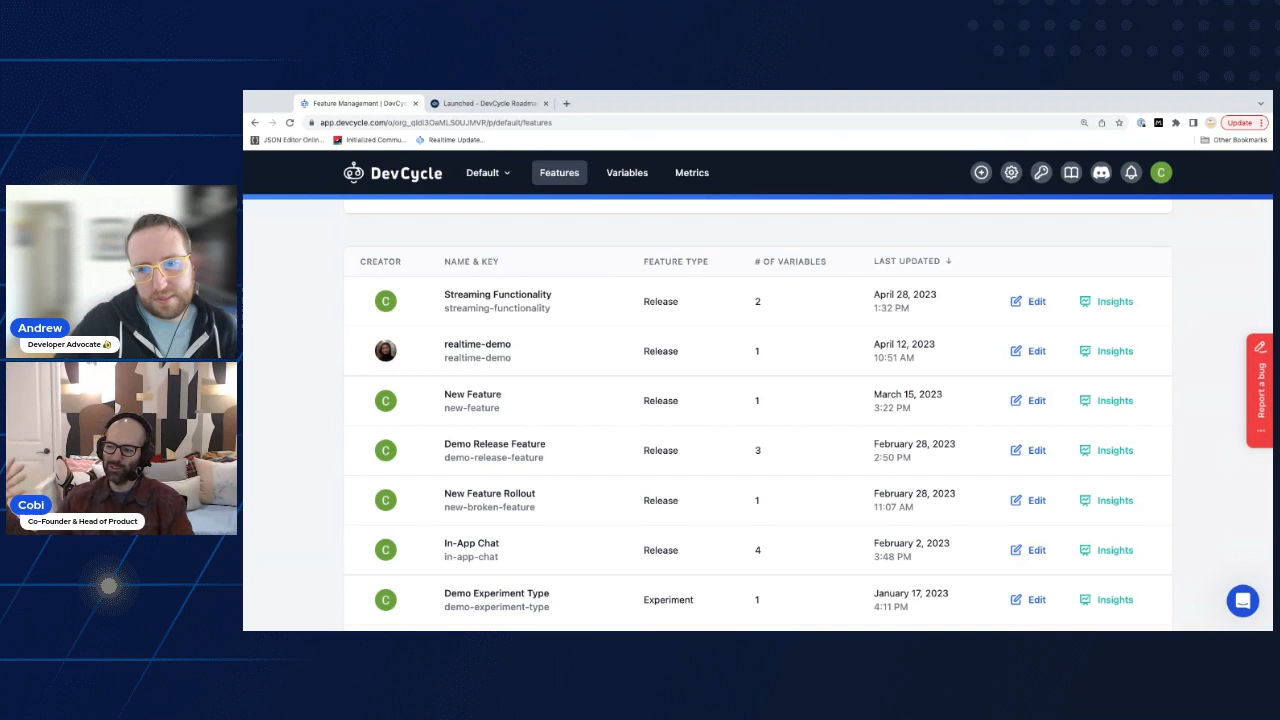 Feature Management | DevCyc
Launched - DevCycle Roadma
app.devcycle.com/o/org_qIdi3OaMLS0UJMVR/p/default/features
Update
JSON Editor Onlin...
Initialized Commu...
Realtime Update...
Other Bookmarks
DevCycle
Default
Features
Variables
Metrics
C
CREATOR
NAME & KEY
FEATURE TYPE
# OF VARIABLES
LAST UPDATED
C
Streaming Functionality
streaming-functionality
Release
2
April 28, 2023
1:32 PM
Edit
Insights
realtime-demo
realtime-demo
Release
1
April 12, 2023
10:51 AM
Edit
Insights
C
New Feature
new-feature
Release
1
March 15, 2023
3:22 PM
Edit
Insights
C
Demo Release Feature
demo-release-feature
Release
3
February 28, 2023
2:50 PM
Edit
Insights
C
New Feature Rollout
new-broken-feature
Release
1
February 28, 2023
11:07 AM
Edit
Insights
C
In-App Chat
in-app-chat
Release
4
February 2, 2023
3:48 PM
Edit
Insights
C
Demo Experiment Type
demo-experiment-type
Experiment
1
January 17, 2023
4:11 PM
Edit
Insights
Report a bug
Andrew
Developer Advocate 🥑
Cobi
Co-Founder & Head of Product